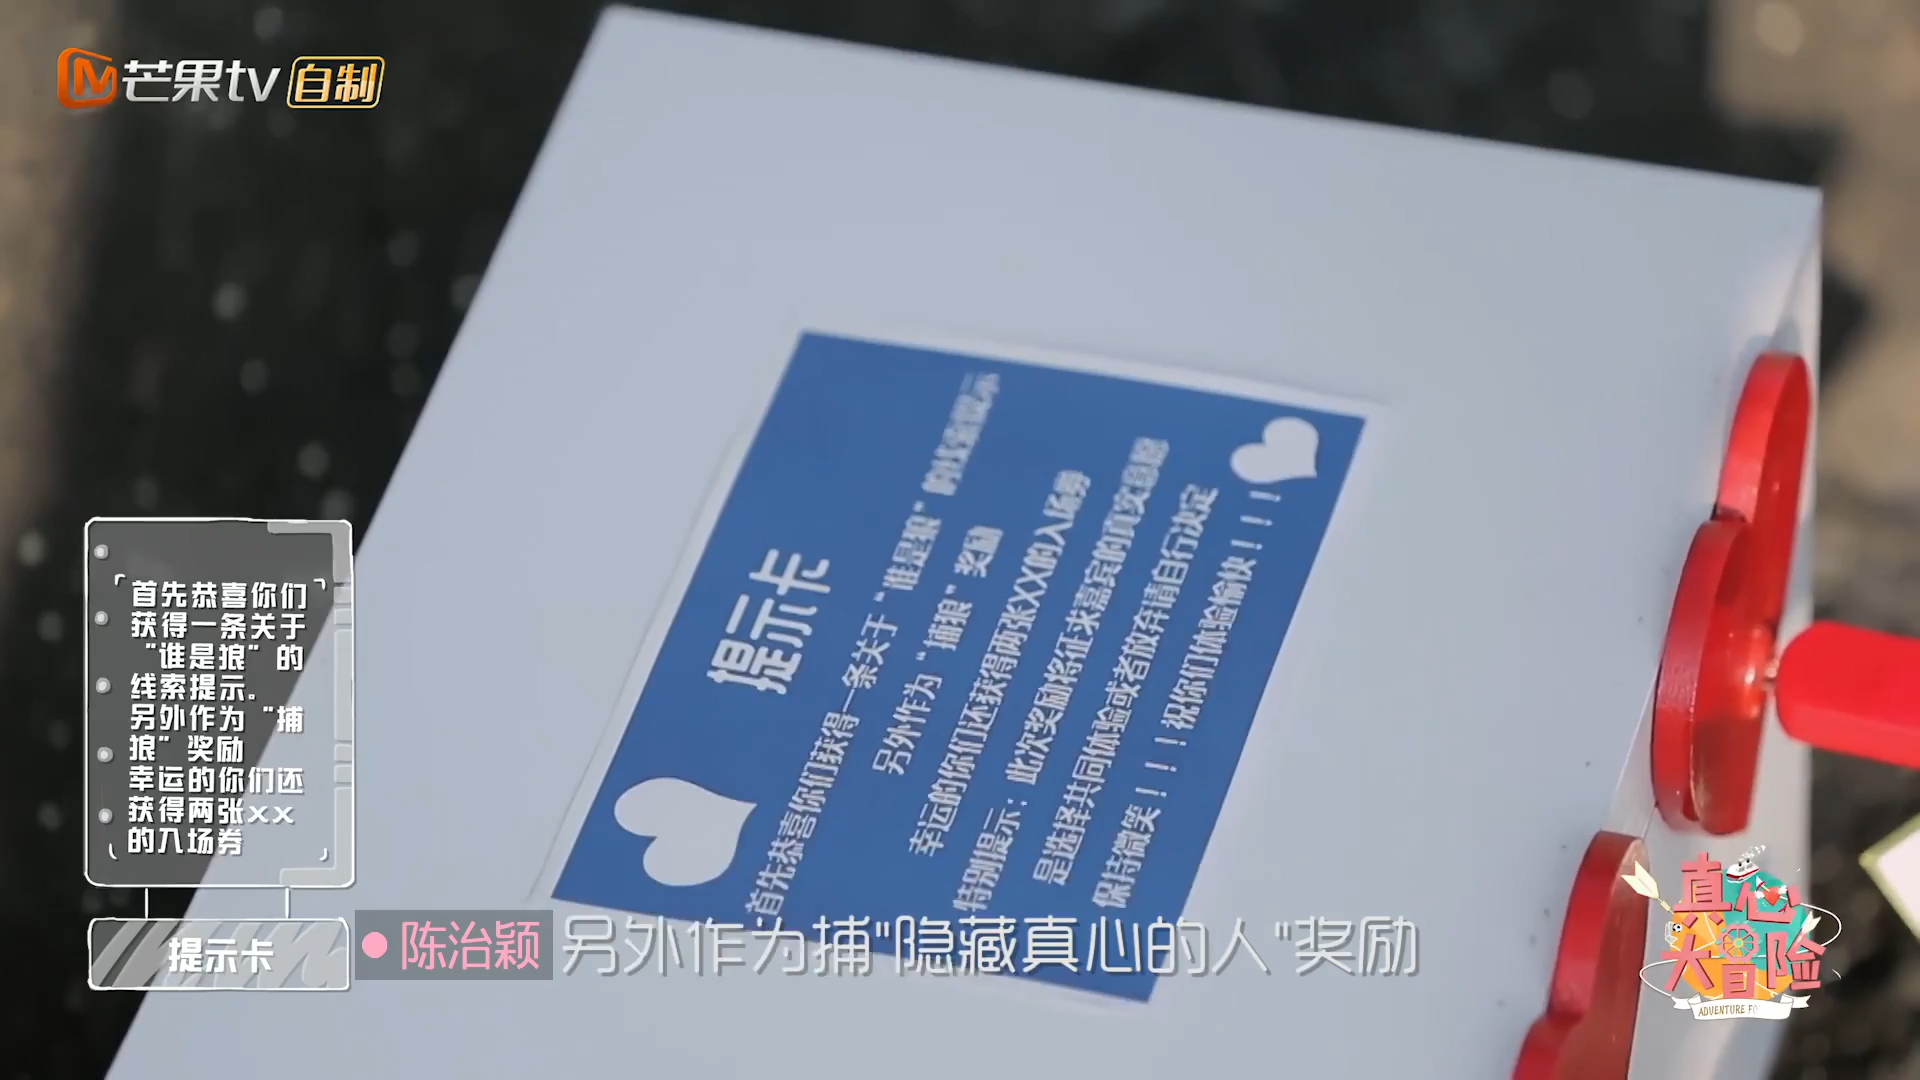 芒果tv 自制
提示卡
首先恭喜你们获得一条关于“谁是狼”的线索提示
另外作为“捕狼”奖励
幸运的你们还获得两张XX的入场券
特别提示：此次奖励将征求嘉宾的真实意愿
是选择共同体验或者放弃请自行决定
保持微笑！！！祝你们体验愉快！！！
首先恭喜你们
获得一条关于
“谁是狼”的
线索提示。
另外作为“捕
狼”奖励
幸运的你们还
获得两张xx
的入场券
提示卡
陈治颖 另外作为捕"隐藏真心的人"奖励
真心
大冒险